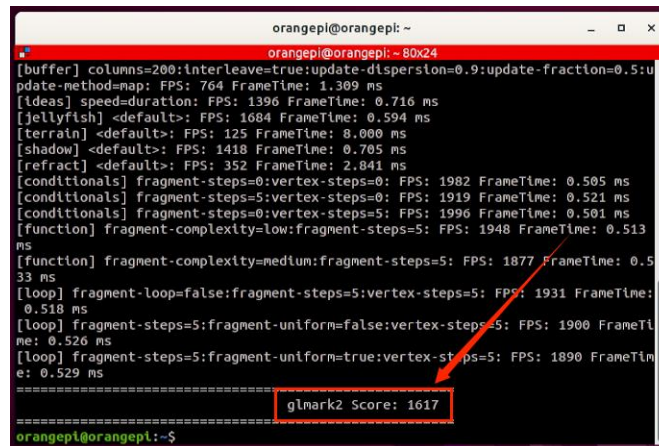 orangepi@orangepi: ~
orangepi@orangepi: ~ 80x24
[buffer] columns=200:interleave=true:update-dispersion=0.9:update-fraction=0.5:u
pdate-method=map: FPS: 764 FrameTime: 1.309 ms
[ideas] speed=duration: FPS: 1396 FrameTime: 0.716 ms
[jellyfish] <default>: FPS: 1684 FrameTime: 0.594 ms
[terrain] <default>: FPS: 125 FrameTime: 8.000 ms
[shadow] <default>: FPS: 1418 FrameTime: 0.705 ms
[refract] <default>: FPS: 352 FrameTime: 2.841 ms
[conditionals] fragment-steps=0:vertex-steps=0: FPS: 1982 FrameTime: 0.505 ms
[conditionals] fragment-steps=5:vertex-steps=0: FPS: 1919 FrameTime: 0.521 ms
[conditionals] fragment-steps=0:vertex-steps=5: FPS: 1996 FrameTime: 0.501 ms
[function] fragment-complexity=low:fragment-steps=5: FPS: 1948 FrameTime: 0.513
ms
[function] fragment-complexity=medium:fragment-steps=5: FPS: 1877 FrameTime: 0.5
33 ms
[loop] fragment-loop=false:fragment-steps=5:vertex-steps=5: FPS: 1931 FrameTime:
0.518 ms
[loop] fragment-steps=5:fragment-uniform=false:vertex-steps=5: FPS: 1900 FrameTi
me: 0.526 ms
[loop] fragment-steps=5:fragment-uniform=true:vertex-steps=5: FPS: 1890 FrameTim
e: 0.529 ms
=======================================================
glmark2 Score: 1617
=======================================================
orangepi@orangepi:~$